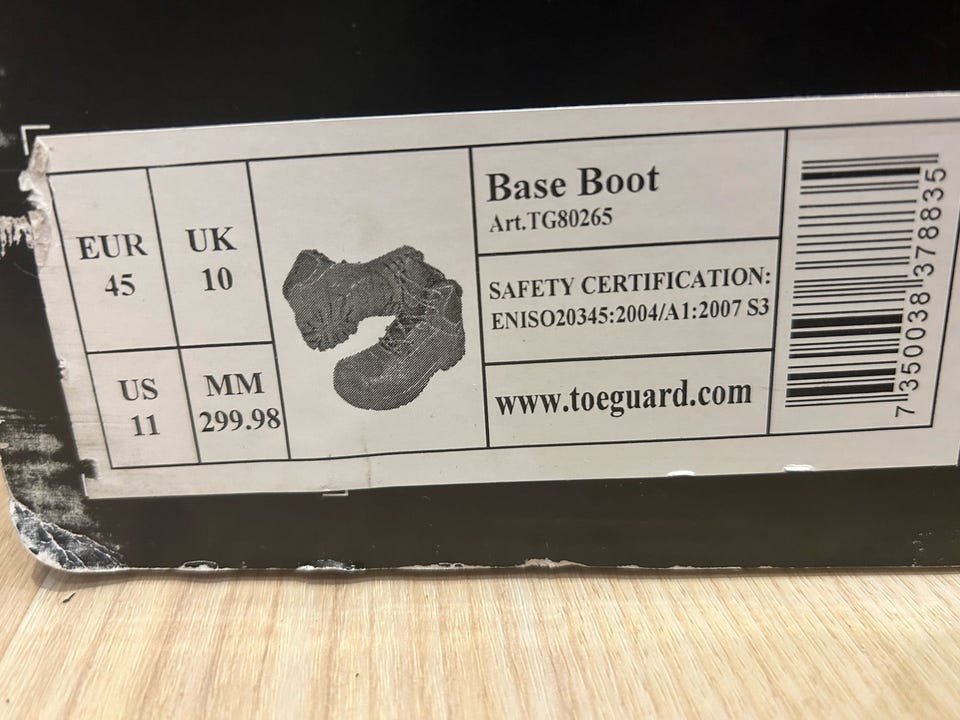 EUR
45
UK
10
US
11
MM
299.98
Base Boot
Art.TG80265
SAFETY CERTIFICATION:
ENISO20345:2004/A1:2007 S3
www.toeguard.com
7 350038 378835